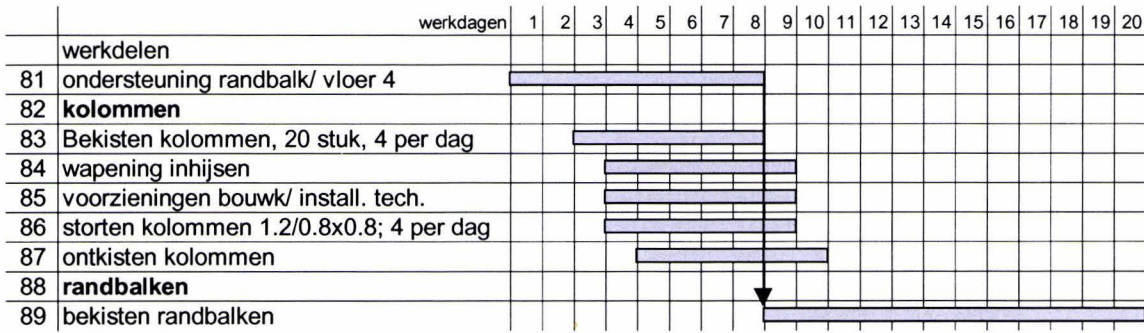 werkdagen 1 2 3 4 5 6 7 8 9 10 11 12 13 14 15 16 17 18 19 20
werkdelen
81 ondersteuning randbalk/ vloer 4
82 kolommen
83 Bekisten kolommen, 20 stuk, 4 per dag
84 wapening inhijsen
85 voorzieningen bouwk/ install. tech.
86 storten kolommen 1.2/0.8x0.8; 4 per dag
87 ontkisten kolommen
88 randbalken
89 bekisten randbalken